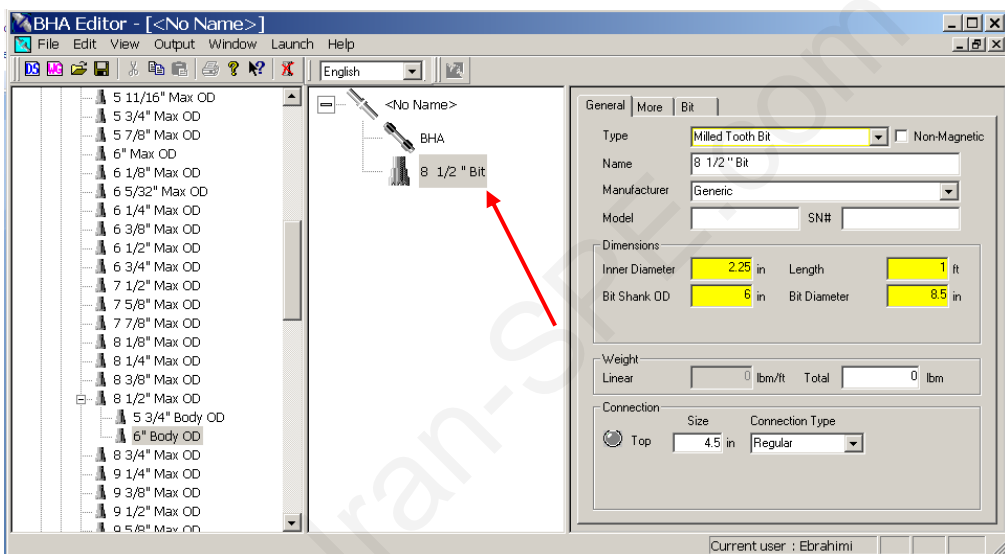 BHA Editor - [<No Name>]
File Edit View Output Window Launch Help
DS MG English
5 11/16" Max OD
5 3/4" Max OD
5 7/8" Max OD
6" Max OD
6 1/8" Max OD
6 5/32" Max OD
6 1/4" Max OD
6 3/8" Max OD
6 1/2" Max OD
6 3/4" Max OD
7 1/2" Max OD
7 5/8" Max OD
7 7/8" Max OD
8 1/8" Max OD
8 1/4" Max OD
8 3/8" Max OD
8 1/2" Max OD
5 3/4" Body OD
6" Body OD
8 3/4" Max OD
9 1/4" Max OD
9 3/8" Max OD
9 1/2" Max OD
9 5/8" Max OD
<No Name>
BHA
8 1/2 " Bit
General More Bit
Type Milled Tooth Bit Non-Magnetic
Name 8 1/2 " Bit
Manufacturer Generic
Model SN#
Dimensions
Inner Diameter 2.25 in Length 1 ft
Bit Shank OD 6 in Bit Diameter 8.5 in
Weight
Linear 0 lbm/ft Total 0 lbm
Connection
Size Connection Type
Top 4.5 in Regular
Current user : Ebrahimi
Iran-SPE.com